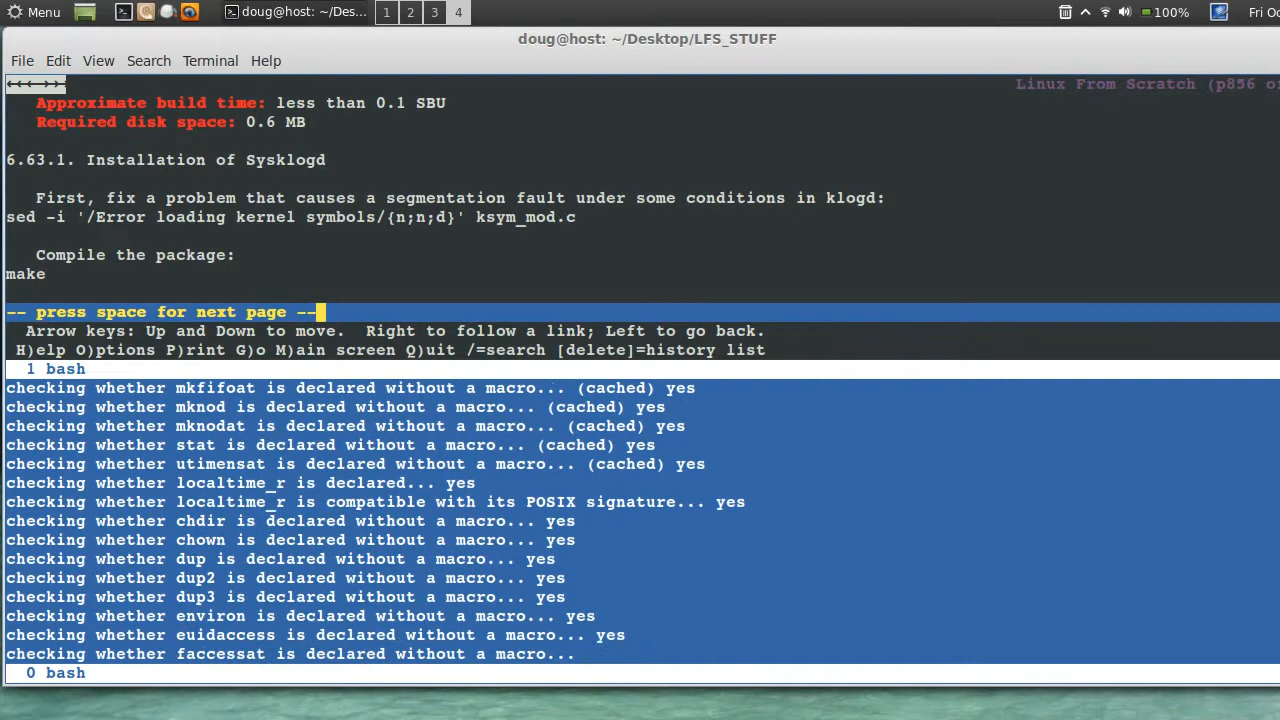 Menu doug@host: ~/Des... 1 2 3 4 100% Fri Oc
doug@host: ~/Desktop/LFS_STUFF
File Edit View Search Terminal Help
Linux From Scratch (p856 o
Approximate build time: less than 0.1 SBU
Required disk space: 0.6 MB
6.63.1. Installation of Sysklogd
First, fix a problem that causes a segmentation fault under some conditions in klogd:
sed -i '/Error loading kernel symbols/{n;n;d}' ksym_mod.c
Compile the package:
make
-- press space for next page --
Arrow keys: Up and Down to move.  Right to follow a link; Left to go back.
H)elp O)ptions P)rint G)o M)ain screen Q)uit /=search [delete]=history list
1 bash
checking whether mkfifoat is declared without a macro... (cached) yes
checking whether mknod is declared without a macro... (cached) yes
checking whether mknodat is declared without a macro... (cached) yes
checking whether stat is declared without a macro... (cached) yes
checking whether utimensat is declared without a macro... (cached) yes
checking whether localtime_r is declared... yes
checking whether localtime_r is compatible with its POSIX signature... yes
checking whether chdir is declared without a macro... yes
checking whether chown is declared without a macro... yes
checking whether dup is declared without a macro... yes
checking whether dup2 is declared without a macro... yes
checking whether dup3 is declared without a macro... yes
checking whether environ is declared without a macro... yes
checking whether euidaccess is declared without a macro... yes
checking whether faccessat is declared without a macro...
0 bash